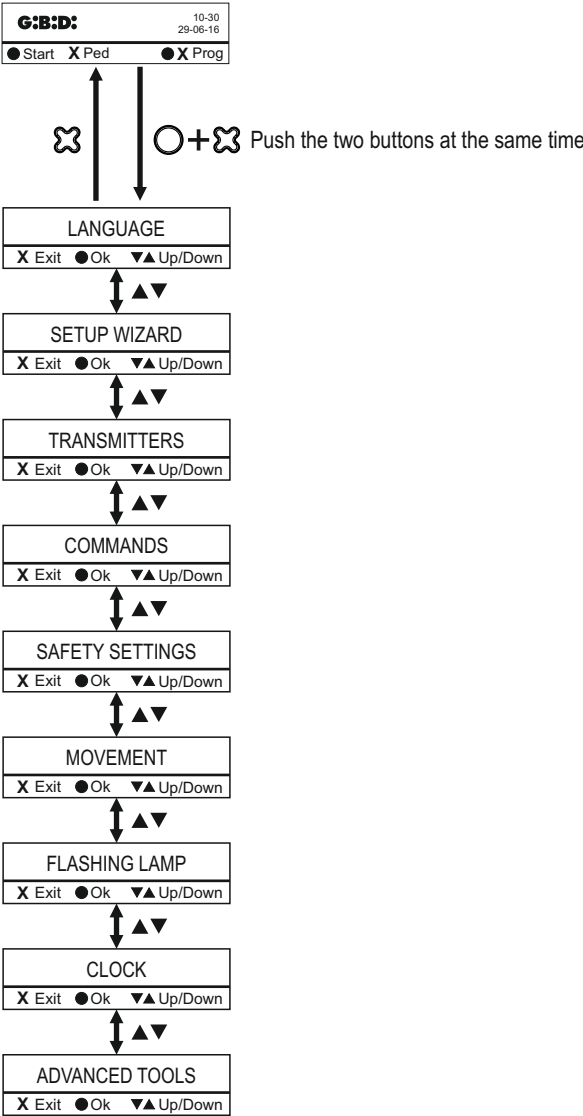 G:B:D: 10-30
29-06-16
● Start X Ped ● X Prog
Push the two buttons at the same time
LANGUAGE
X Exit ● Ok ▼▲ Up/Down
▲▼
SETUP WIZARD
X Exit ● Ok ▼▲ Up/Down
▲▼
TRANSMITTERS
X Exit ● Ok ▼▲ Up/Down
▲▼
COMMANDS
X Exit ● Ok ▼▲ Up/Down
▲▼
SAFETY SETTINGS
X Exit ● Ok ▼▲ Up/Down
▲▼
MOVEMENT
X Exit ● Ok ▼▲ Up/Down
▲▼
FLASHING LAMP
X Exit ● Ok ▼▲ Up/Down
▲▼
CLOCK
X Exit ● Ok ▼▲ Up/Down
▲▼
ADVANCED TOOLS
X Exit ● Ok ▼▲ Up/Down